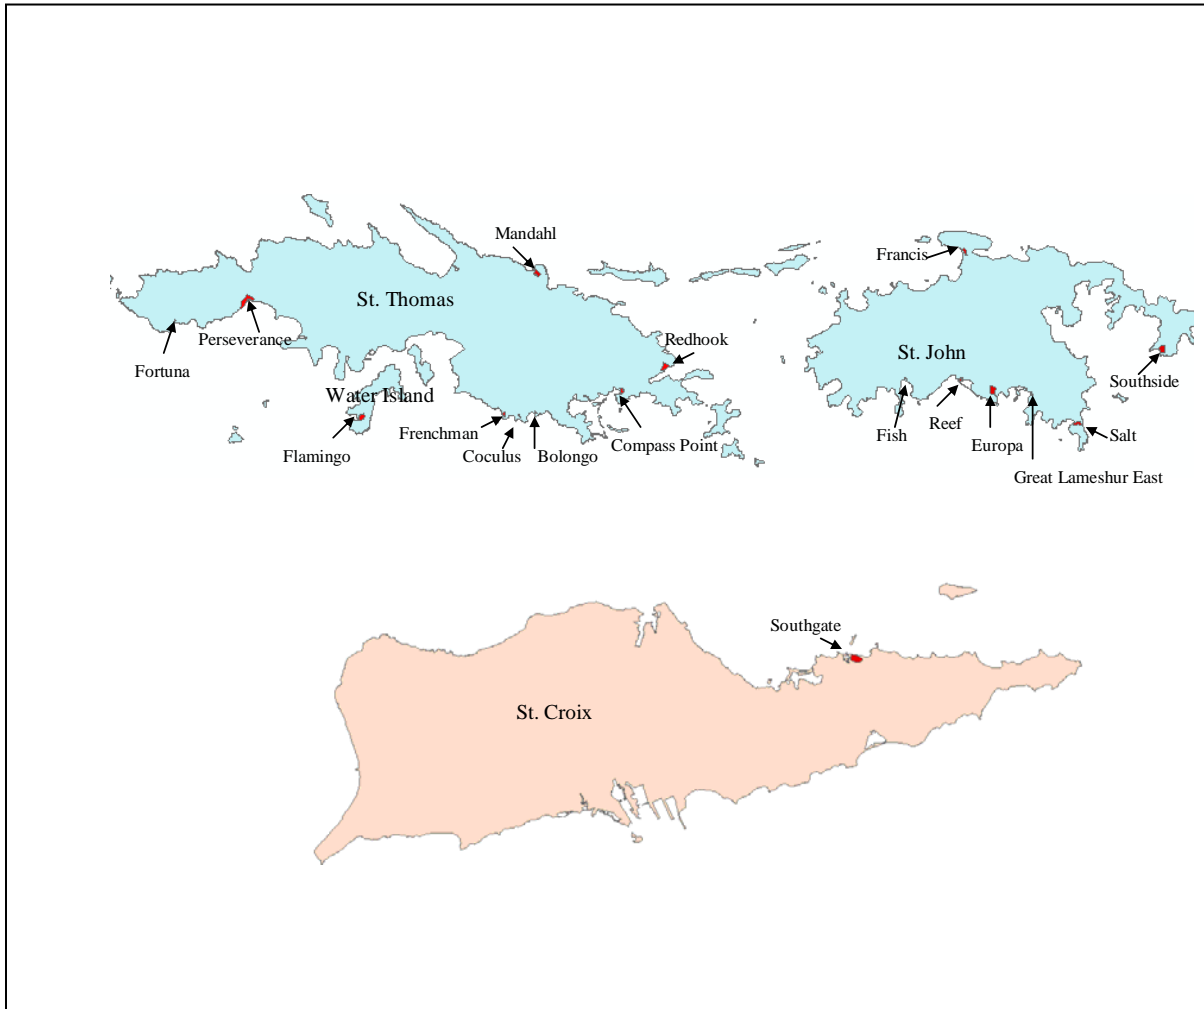 Mandahl
Francis
St. Thomas
Perseverance
Redhook
St. John
Fortuna
Southside
Water Island
Reef
Frenchman
Fish
Salt
Compass Point
Europa
Flamingo
Coculus
Bolongo
Great Lameshur East
Southgate
St. Croix